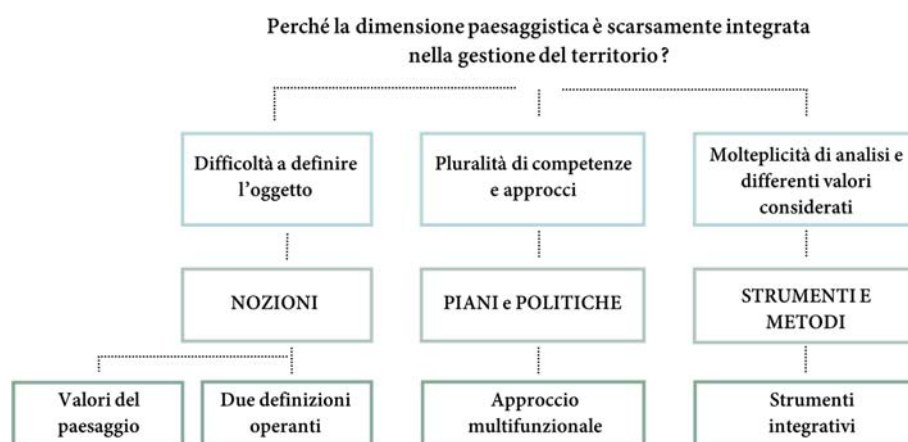 Perché la dimensione paesaggistica è scarsamente integrata
nella gestione del territorio ?
Difficoltà a definire
l'oggetto
Pluralità di competenze
e approcci
Molteplicità di analisi e
differenti valori
considerati
NOZIONI
PIANI e POLITICHE
STRUMENTI E
METODI
Valori del
paesaggio
Due definizioni
operanti
Approccio
multifunzionale
Strumenti
integrativi